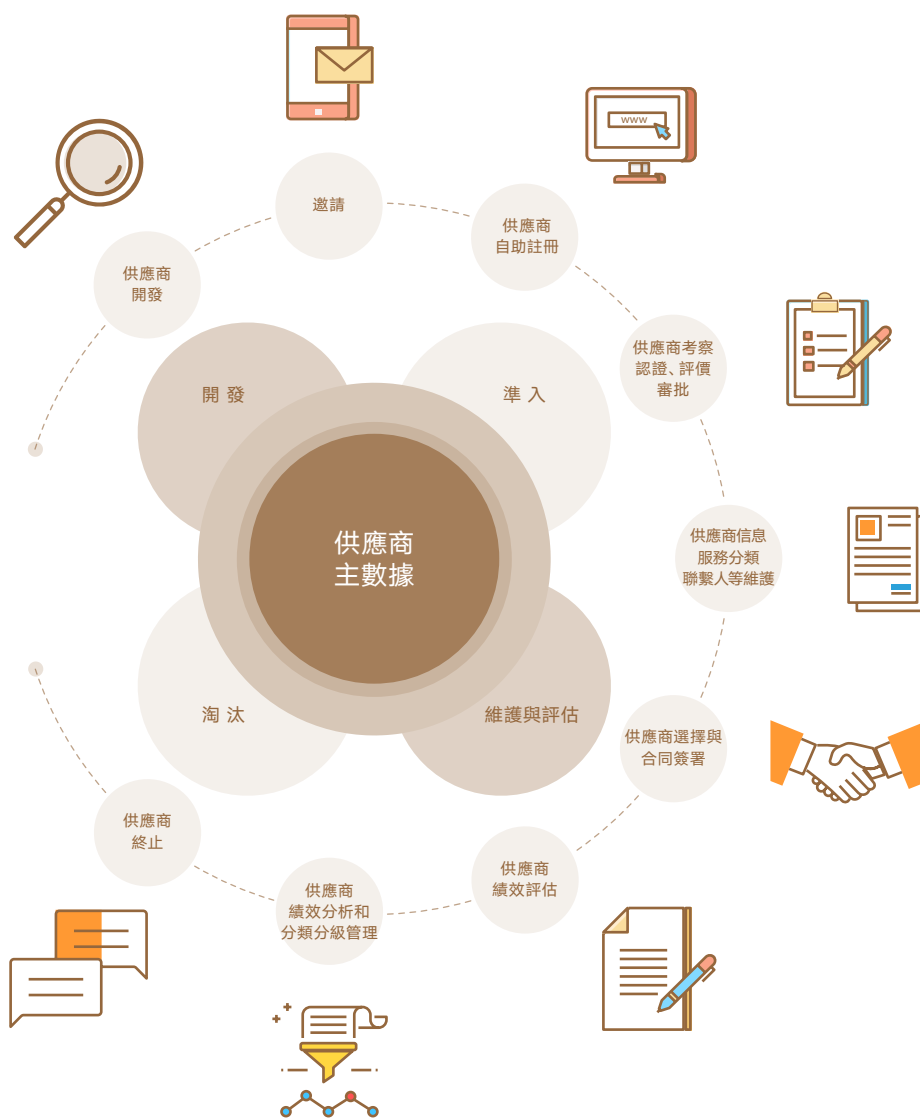 www
邀請
供應商
自助註冊
供應商
開發
供應商考察
認證、評價
審批
開 發
準 入
供應商
主數據
供應商信息
服務分類
聯繫人等維護
淘 汰
維護與評估
供應商選擇與
合同簽署
供應商
終止
供應商
績效評估
供應商
績效分析和
分類分級管理